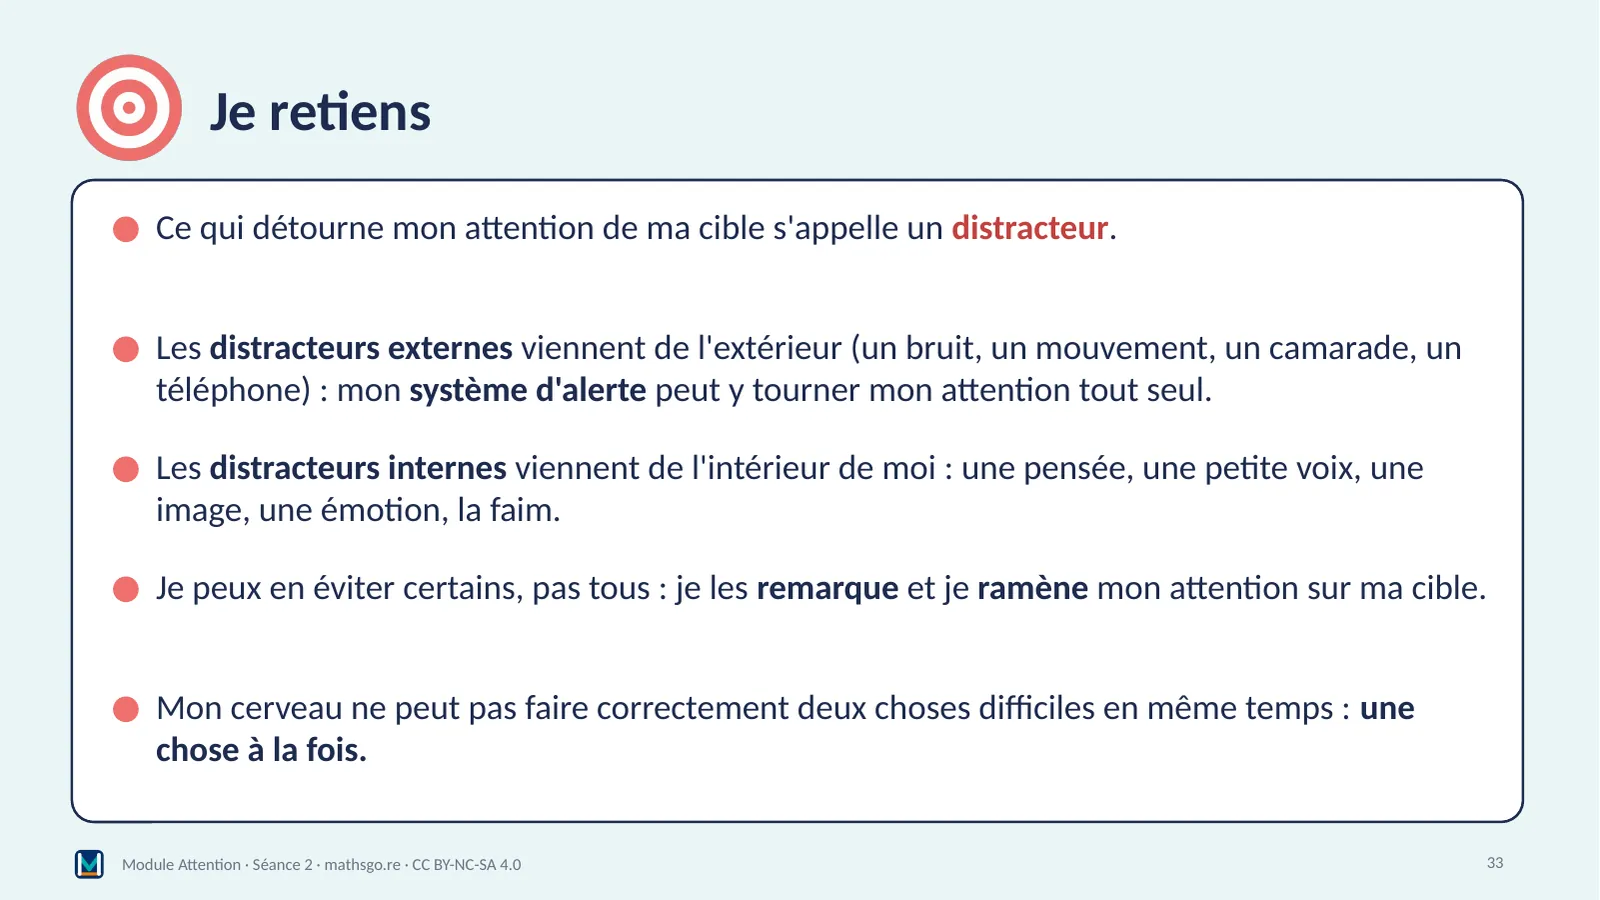 Je retiens
Ce qui détourne mon attention de ma cible s'appelle un distracteur.
Les distracteurs externes viennent de l'extérieur (un bruit, un mouvement, un camarade, un
téléphone) : mon système d'alerte peut y tourner mon attention tout seul.
Les distracteurs internes viennent de l'intérieur de moi : une pensée, une petite voix, une
image, une émotion, la faim.
Je peux en éviter certains, pas tous : je les remarque et je ramène mon attention sur ma cible.
Mon cerveau ne peut pas faire correctement deux choses difficiles en même temps : une
chose à la fois.
Module Attention · Séance 2 · mathsgo.re · CC BY-NC-SA 4.0
33